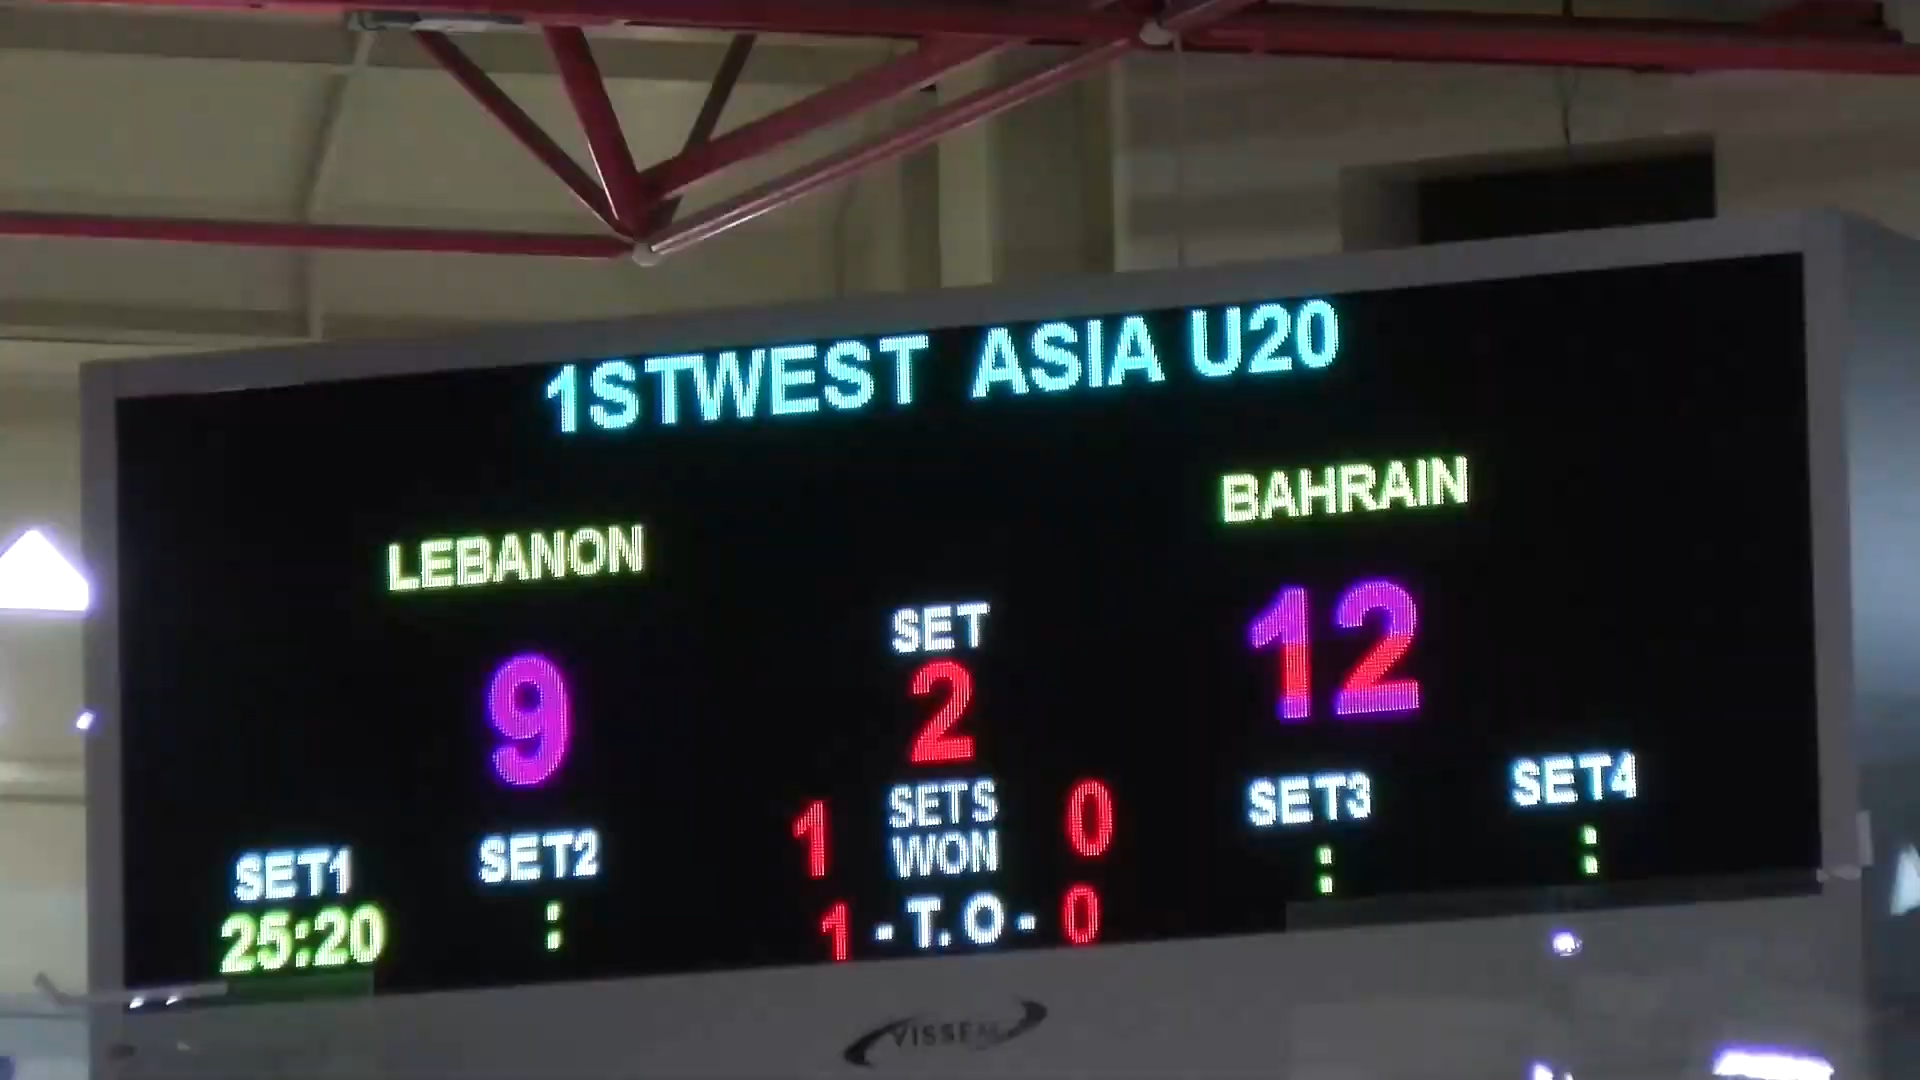 1STWEST ASIA U20
LEBANON
BAHRAIN
9
SET
2
12
1
SETS
WON
0
SET1
25:20
SET2
:
1 - T.O - 0
SET3
:
SET4
: